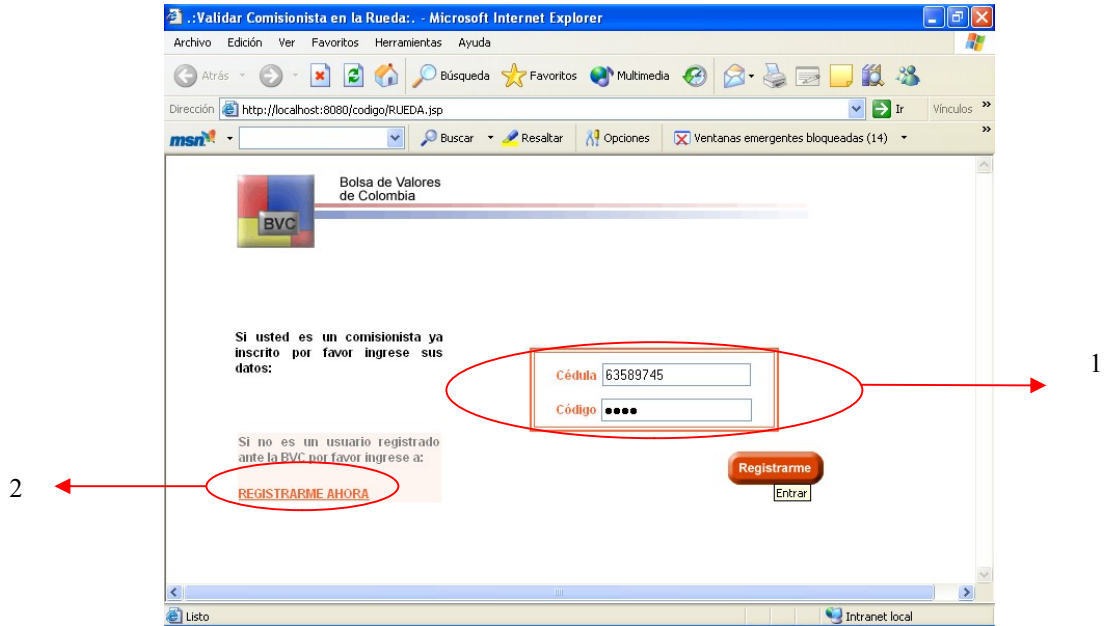 .:Validar Comisionista en la Rueda:. - Microsoft Internet Explorer
Archivo Edición Ver Favoritos Herramientas Ayuda
Atrás Búsqueda Favoritos Multimedia
Dirección http://localhost:8080/codigo/RUEDA.jsp Ir Vínculos »
msn Buscar Resaltar Opciones Ventanas emergentes bloqueadas (14) »
Bolsa de Valores
de Colombia
BVC
Si usted es un comisionista ya
inscrito por favor ingrese sus
datos:
1
Cédula 63589745
Código ●●●●
Si no es un usuario registrado
ante la BVC por favor ingrese a:
Registrarme
2
REGISTRARME AHORA
Entrar
Listo
Intranet local